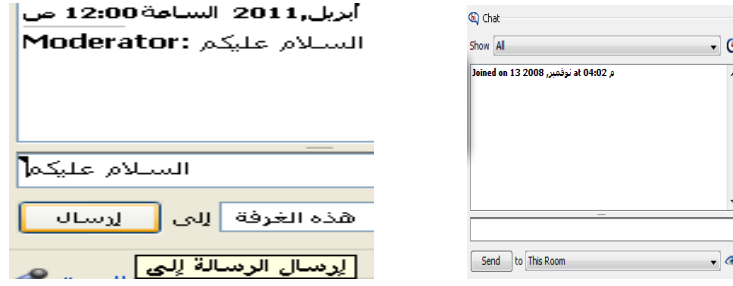 أبريل,2011 الساعة 12:00 ص
Moderator: السلام عليكم
السلام عليكم
إرسال إلى هذه الغرفة
إرسال الرسالة إلى
Chat
Show All
Joined on 13 نوفمبر, 2008 at 04:02 م
Send to This Room